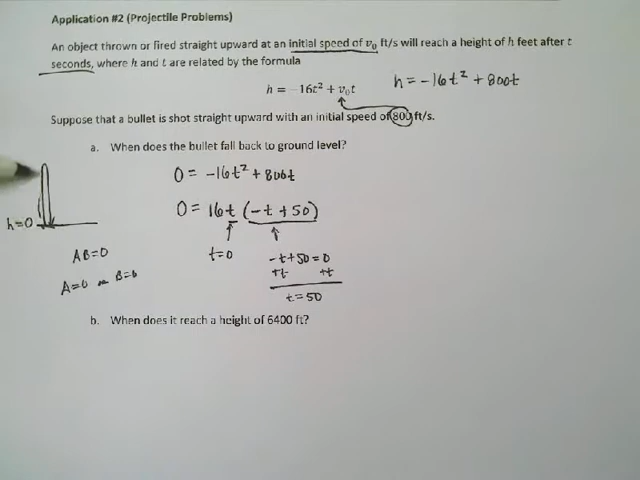 Application #2 (Projectile Problems)
An object thrown or fired straight upward at an initial speed of v₀ ft/s will reach a height of h feet after t
seconds, where h and t are related by the formula
h = -16t² + v₀t
h = -16t² + 800t
Suppose that a bullet is shot straight upward with an initial speed of 800 ft/s.
a. When does the bullet fall back to ground level?
0 = -16t² + 800t
0 = 16t (-t + 50)
h=0
t=0
-t+50=0
+t +t
t=50
AB=0
A=0 or B=0
b. When does it reach a height of 6400 ft?